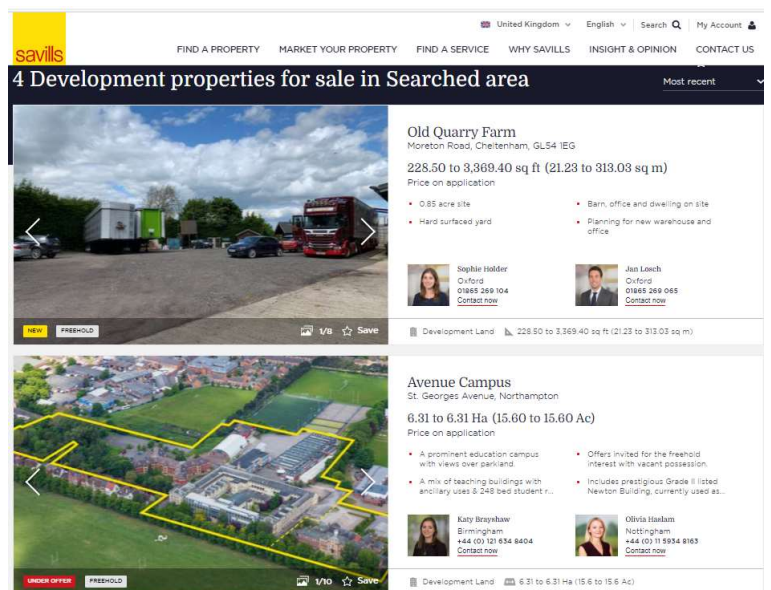 United Kingdom English Search My Account
savills
FIND A PROPERTY MARKET YOUR PROPERTY FIND A SERVICE WHY SAVILLS INSIGHT & OPINION CONTACT US
4 Development properties for sale in Searched area
Most recent
Old Quarry Farm
Moreton Road, Cheltenham, GL54 1EG
228.50 to 3,369.40 sq ft (21.23 to 313.03 sq m)
Price on application
0.85 acre site
Hard surfaced yard
Barn, office and dwelling on site
Planning for new warehouse and
office
Sophie Holder
Oxford
01865 269 104
Contact now
Jan Losch
Oxford
01865 269 065
Contact now
NEW FREEHOLD 1/8 Save
Development Land 228.50 to 3,369.40 sq ft (21.23 to 313.03 sq m)
Avenue Campus
St. Georges Avenue, Northampton
6.31 to 6.31 Ha (15.60 to 15.60 Ac)
Price on application
A prominent education campus
with views over parkland.
A mix of teaching buildings with
ancillary uses & 248 bed student r...
Offers invited for the freehold
interest with vacant possession.
Includes prestigious Grade II listed
Newton Building, currently used as...
Katy Brayshaw
Birmingham
+44 (0) 121 634 8404
Contact now
Olivia Haslam
Nottingham
+44 (0) 11 5934 8163
Contact now
UNDER OFFER FREEHOLD 1/10 Save
Development Land 6.31 to 6.31 Ha (15.6 to 15.6 Ac)